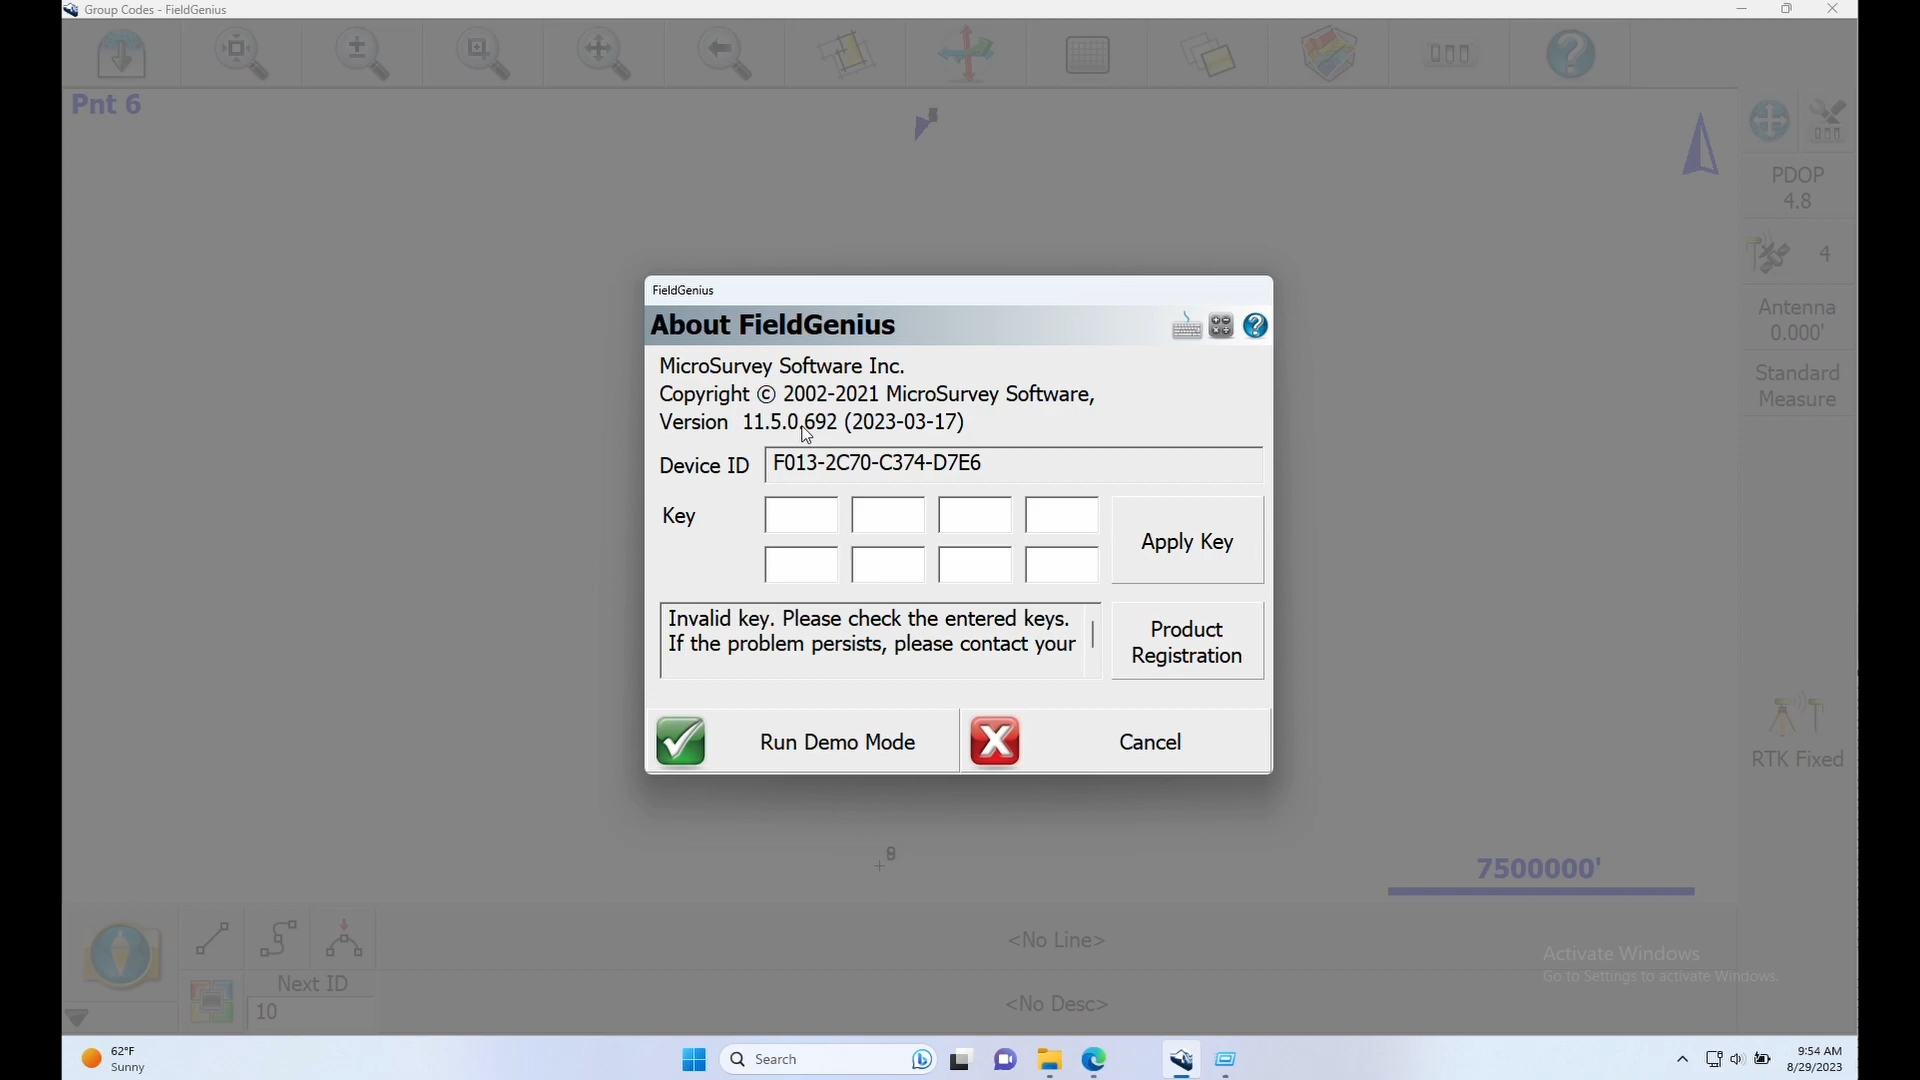 Group Codes - FieldGenius
Pnt 6
PDOP
4.8
4
Antenna
0.000'
Standard
Measure
FieldGenius
About FieldGenius
MicroSurvey Software Inc.
Copyright © 2002-2021 MicroSurvey Software,
Version 11.5.0.692 (2023-03-17)
Device ID F013-2C70-C374-D7E6
Key
Apply Key
Invalid key. Please check the entered keys.
If the problem persists, please contact your
Product
Registration
Run Demo Mode
Cancel
RTK Fixed
7500000'
<No Line>
Activate Windows
Go to Settings to activate Windows.
Next ID
10
<No Desc>
62°F
Sunny
Search
9:54 AM
8/29/2023